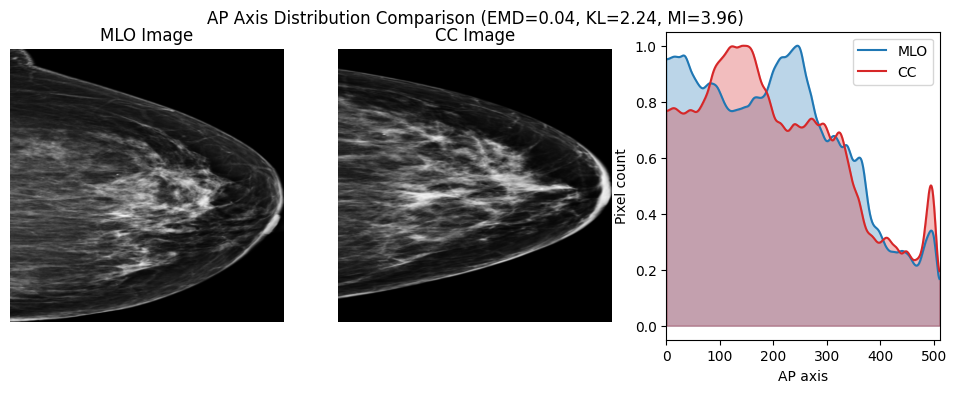 AP Axis Distribution Comparison (EMD=0.04, KL=2.24, MI=3.96)
MLO Image
CC Image
MLO
CC
1.0
0.8
0.6
0.4
0.2
0.0
Pixel count
0 100 200 300 400 500
AP axis